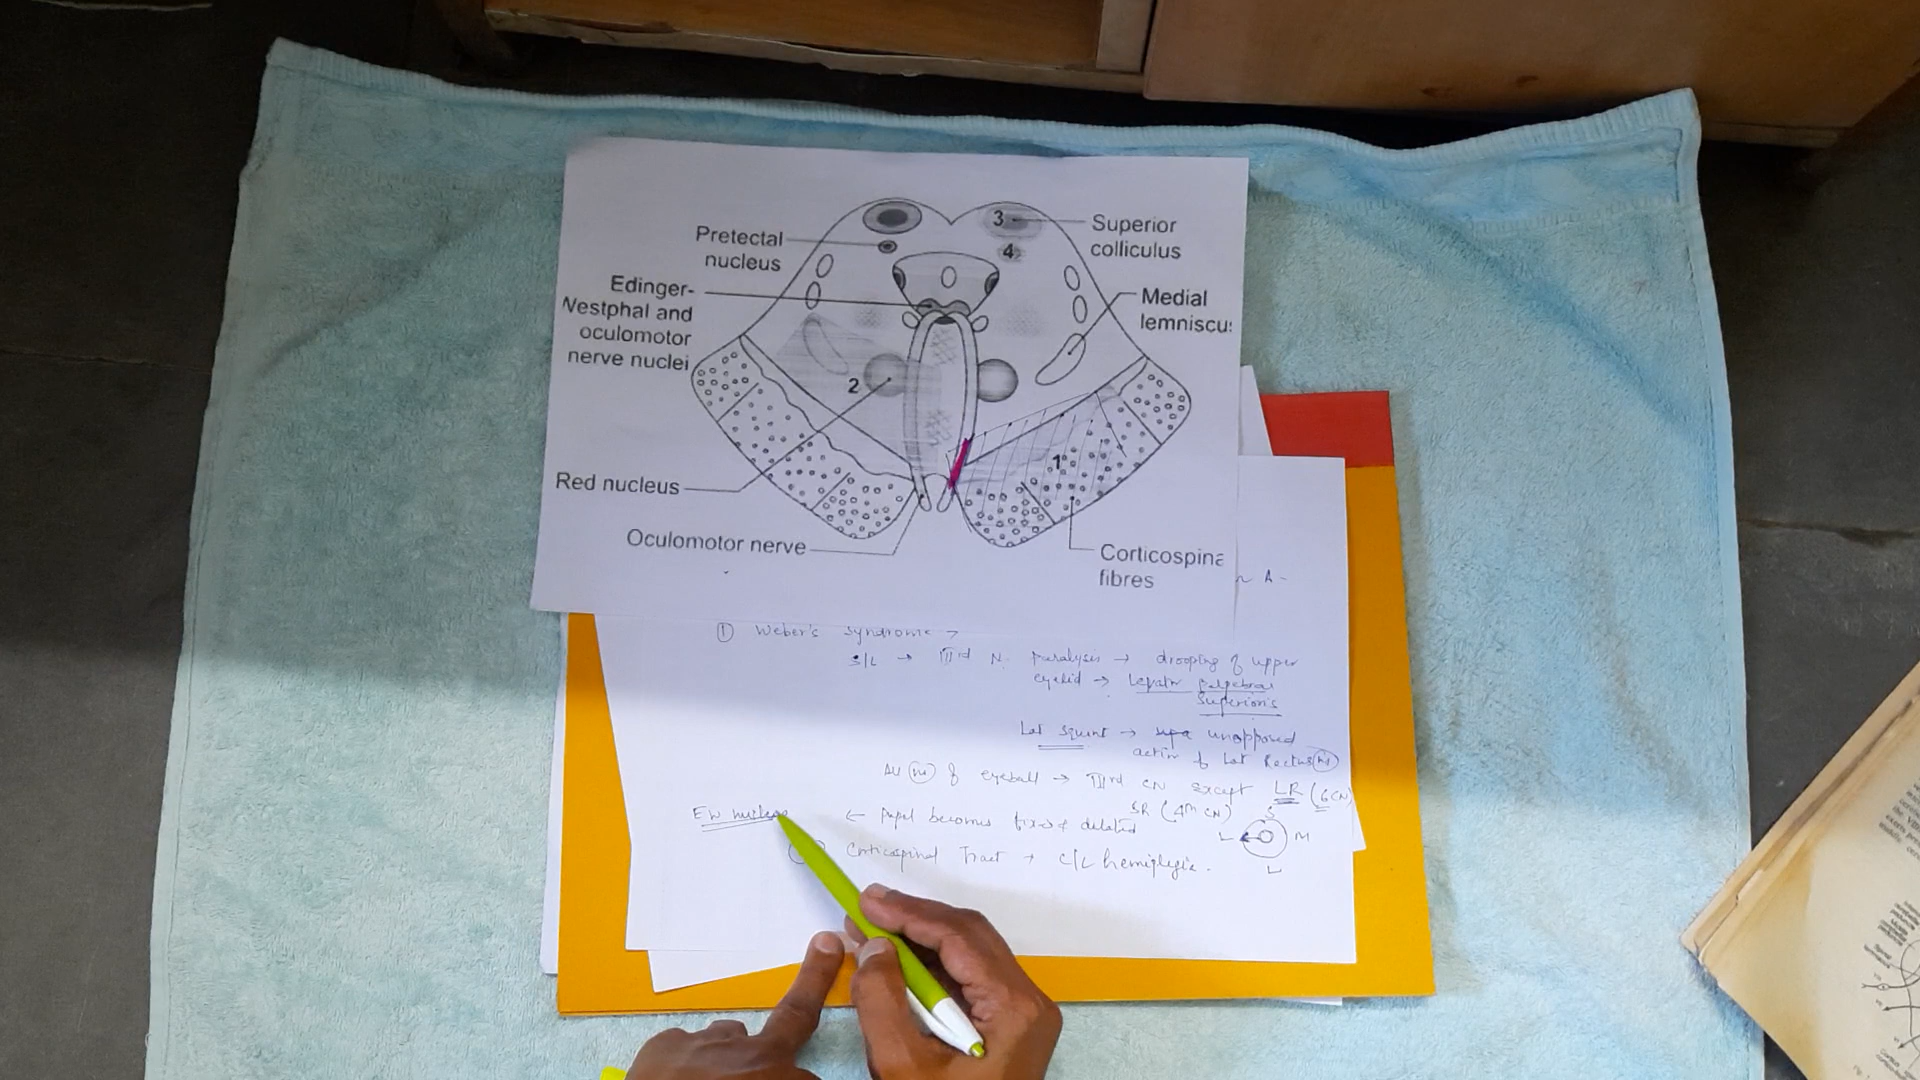 3
Superior
colliculus
Pretectal
nucleus
4
Edinger-
Westphal and
oculomotor
nerve nuclei
Medial
lemniscus
2
1
Red nucleus
Oculomotor nerve
Corticospina
fibres
A-
① Weber's Syndrome →
S/L → IIIrd N. paralysis → drooping of upper
eyelid → Levator Palpebrae
Superioris
Lat Squint → unopposed
action of Lat Rectus (m)
All (m) of eyeball → IIIrd CN except LR (6CN)
SR (4th CN)
EW nucleus ← Pupil becomes fixed & dilated
S
L M
L
Corticospinal Tract → C/L hemiplegia.